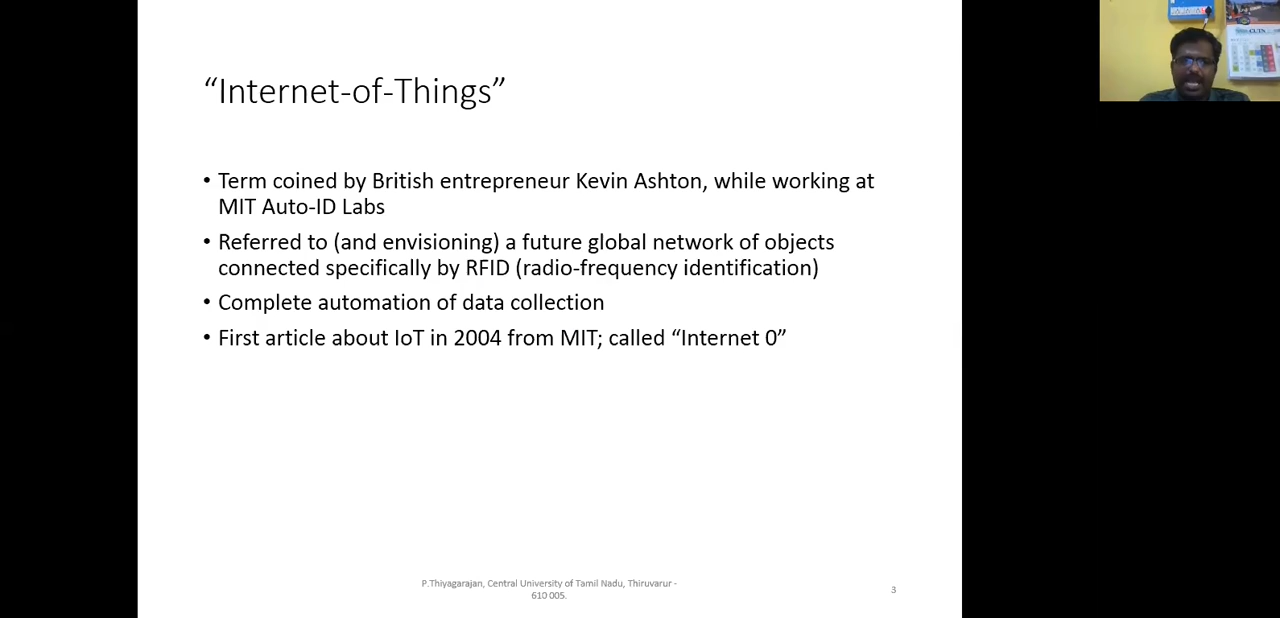 “Internet-of-Things”
• Term coined by British entrepreneur Kevin Ashton, while working at
MIT Auto-ID Labs
• Referred to (and envisioning) a future global network of objects
connected specifically by RFID (radio-frequency identification)
• Complete automation of data collection
• First article about IoT in 2004 from MIT; called “Internet 0”
P.Thiyagarajan, Central University of Tamil Nadu, Thiruvarur -
610 005.
3
CUTN